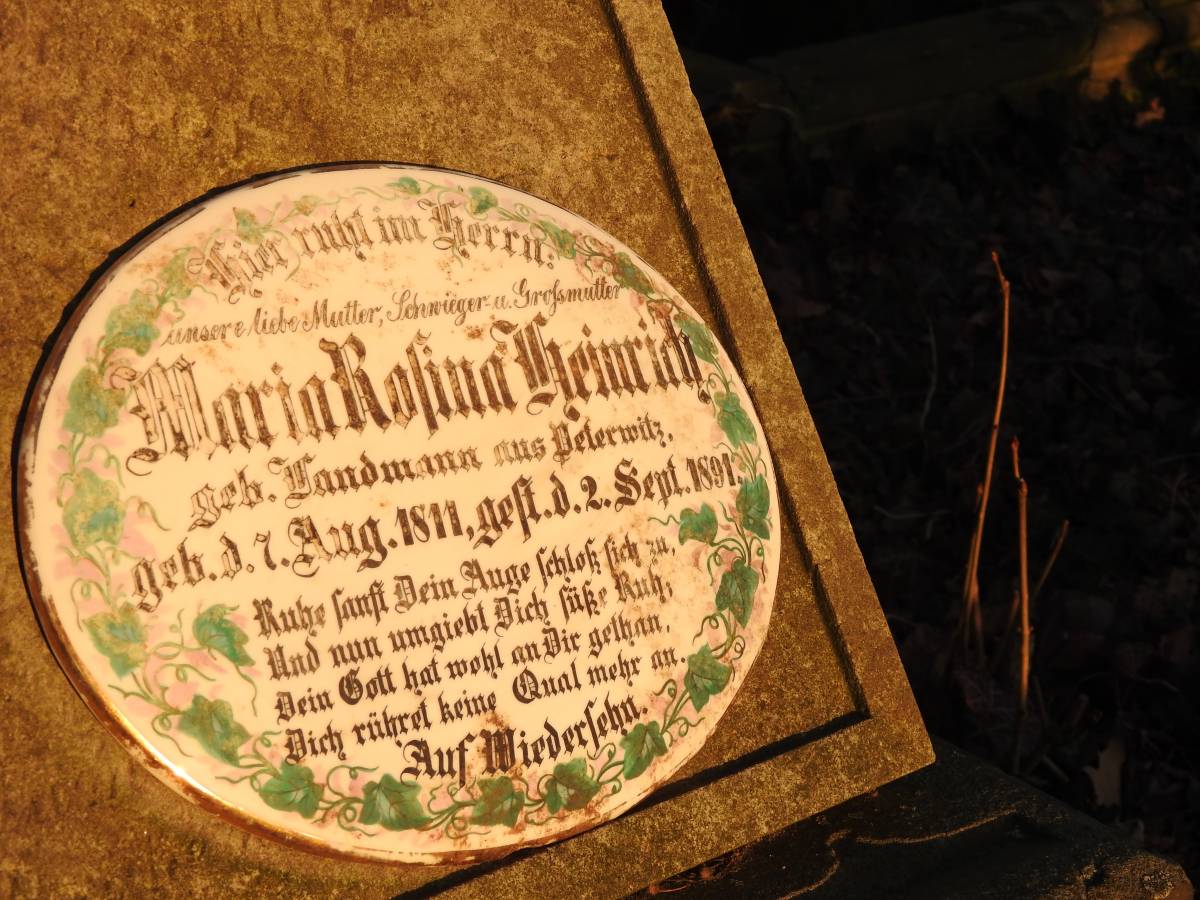 Hier ruht im Herrn.
unsere liebe Mutter, Schwieger u. Großmutter
Maria Rosina Heinrich
geb. Landmann aus Peterwitz.
geb. d. 7. Aug. 1811, gest. d. 2. Sept. 1891.
Ruhe sanft Dein Auge schloß sich zu,
Und nun umgiebt Dich süße Ruh;
Dein Gott hat wohl an Dir gethan,
Dich rühret keine Qual mehr an.
Auf Wiedersehn.